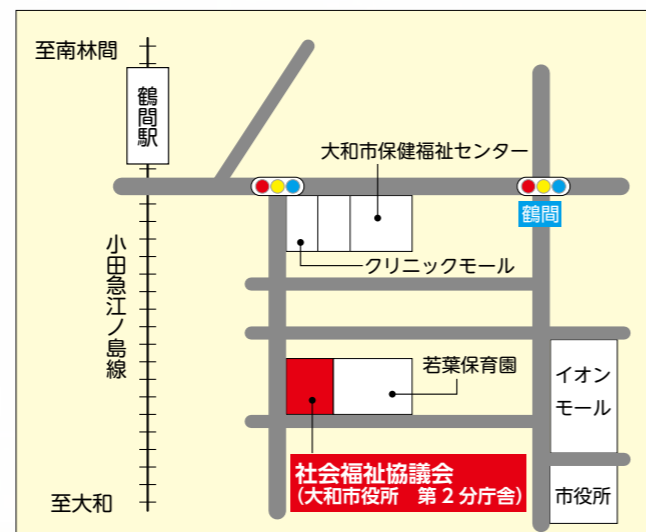 至南林間
鶴間駅
大和市保健福祉センター
鶴間
クリニックモール
小田急江ノ島線
若葉保育園
イオン
モール
社会福祉協議会
（大和市役所　第２分庁舎）
市役所
至大和